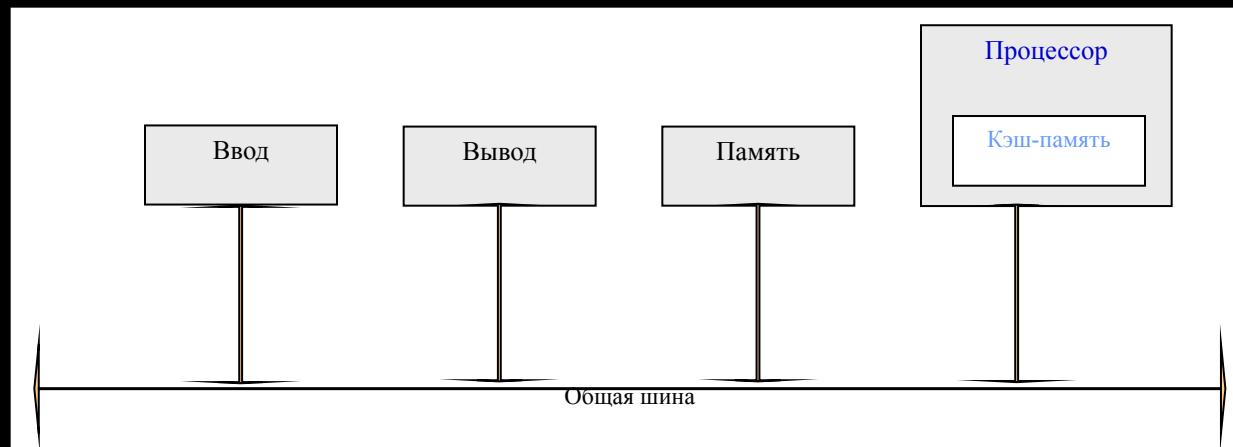 Процессор
Ввод
Вывод
Память
Кэш-память
Общая шина